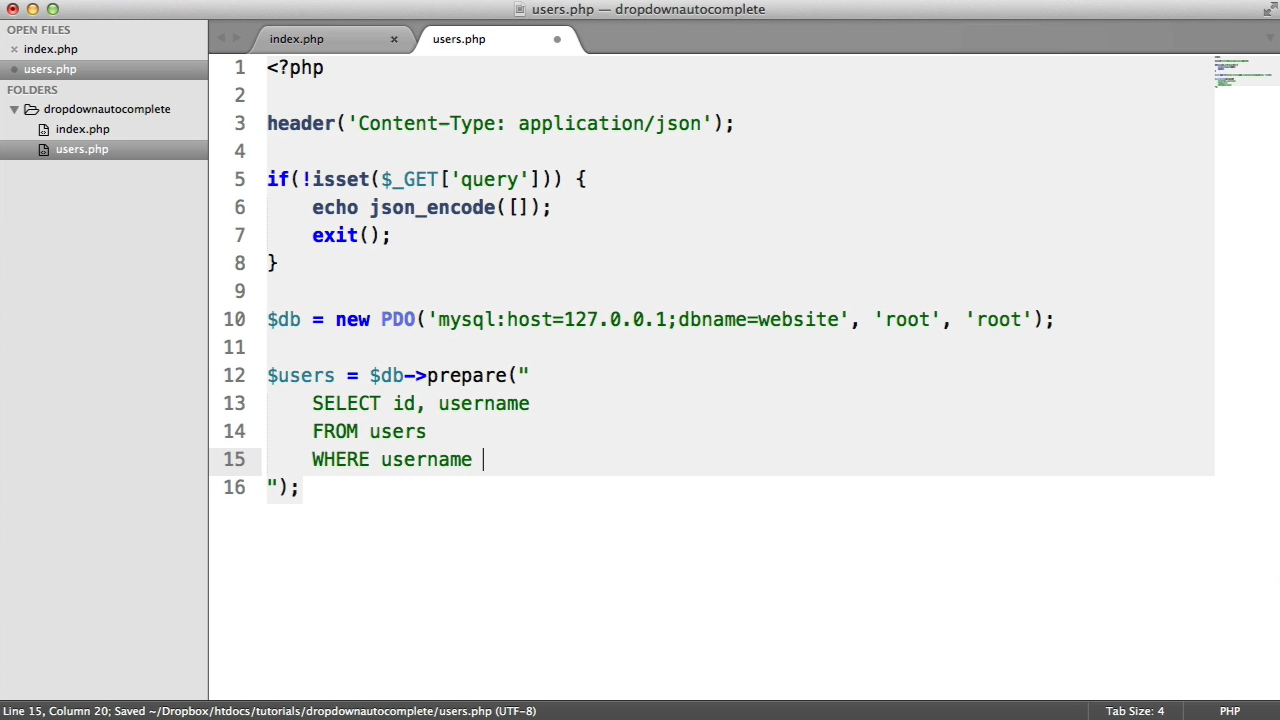 users.php — dropdownautocomplete
OPEN FILES
index.php
users.php
FOLDERS
dropdownautocomplete
index.php
users.php
index.php
users.php
1 <?php
2
3 header('Content-Type: application/json');
4
5 if(!isset($_GET['query'])) {
6     echo json_encode([]);
7     exit();
8 }
9
10 $db = new PDO('mysql:host=127.0.0.1;dbname=website', 'root', 'root');
11
12 $users = $db->prepare("
13     SELECT id, username
14     FROM users
15     WHERE username
16 ");
Line 15, Column 20; Saved ~/Dropbox/htdocs/tutorials/dropdownautocomplete/users.php (UTF-8)
Tab Size: 4
PHP